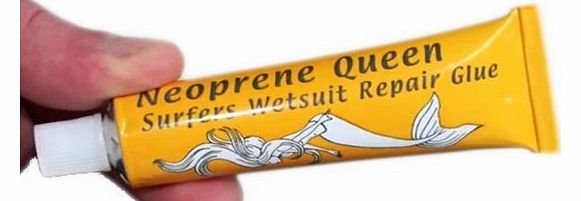 Neoprene Queen
Surfers Wetsuit Repair Glue